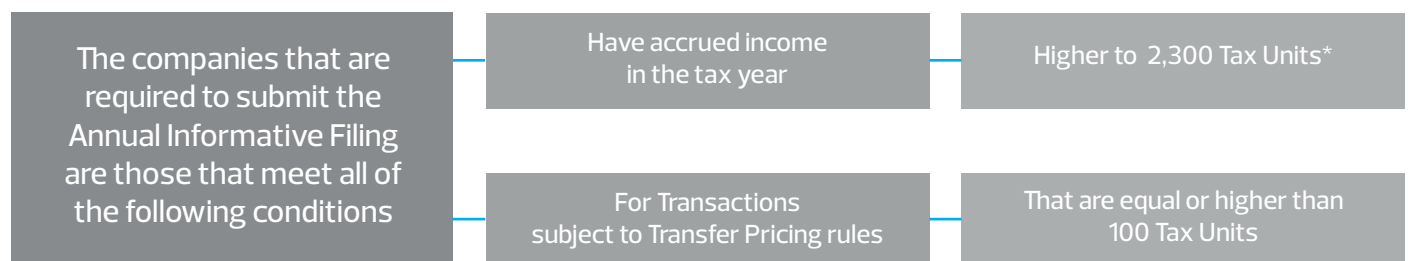 The companies that are
required to submit the
Annual Informative Filing
are those that meet all of
the following conditions
Have accrued income
in the tax year
Higher to 2,300 Tax Units*
For Transactions
subject to Transfer Pricing rules
That are equal or higher than
100 Tax Units